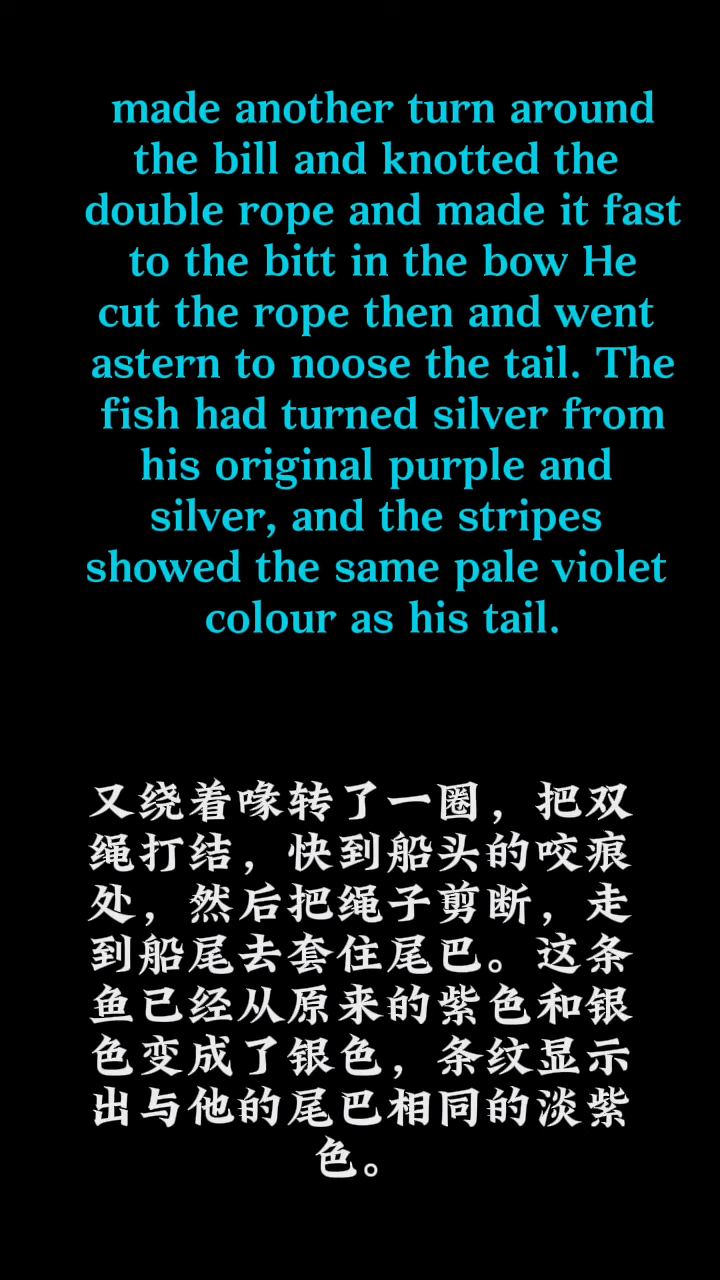 made another turn around
the bill and knotted the
double rope and made it fast
to the bitt in the bow He
cut the rope then and went
astern to noose the tail. The
fish had turned silver from
his original purple and
silver, and the stripes
showed the same pale violet
colour as his tail.
又绕着喙转了一圈，把双
绳打结，快到船头的咬痕
处，然后把绳子剪断，走
到船尾去套住尾巴。这条
鱼已经从原来的紫色和银
色变成了银色，条纹显示
出与他的尾巴相同的淡紫
色。